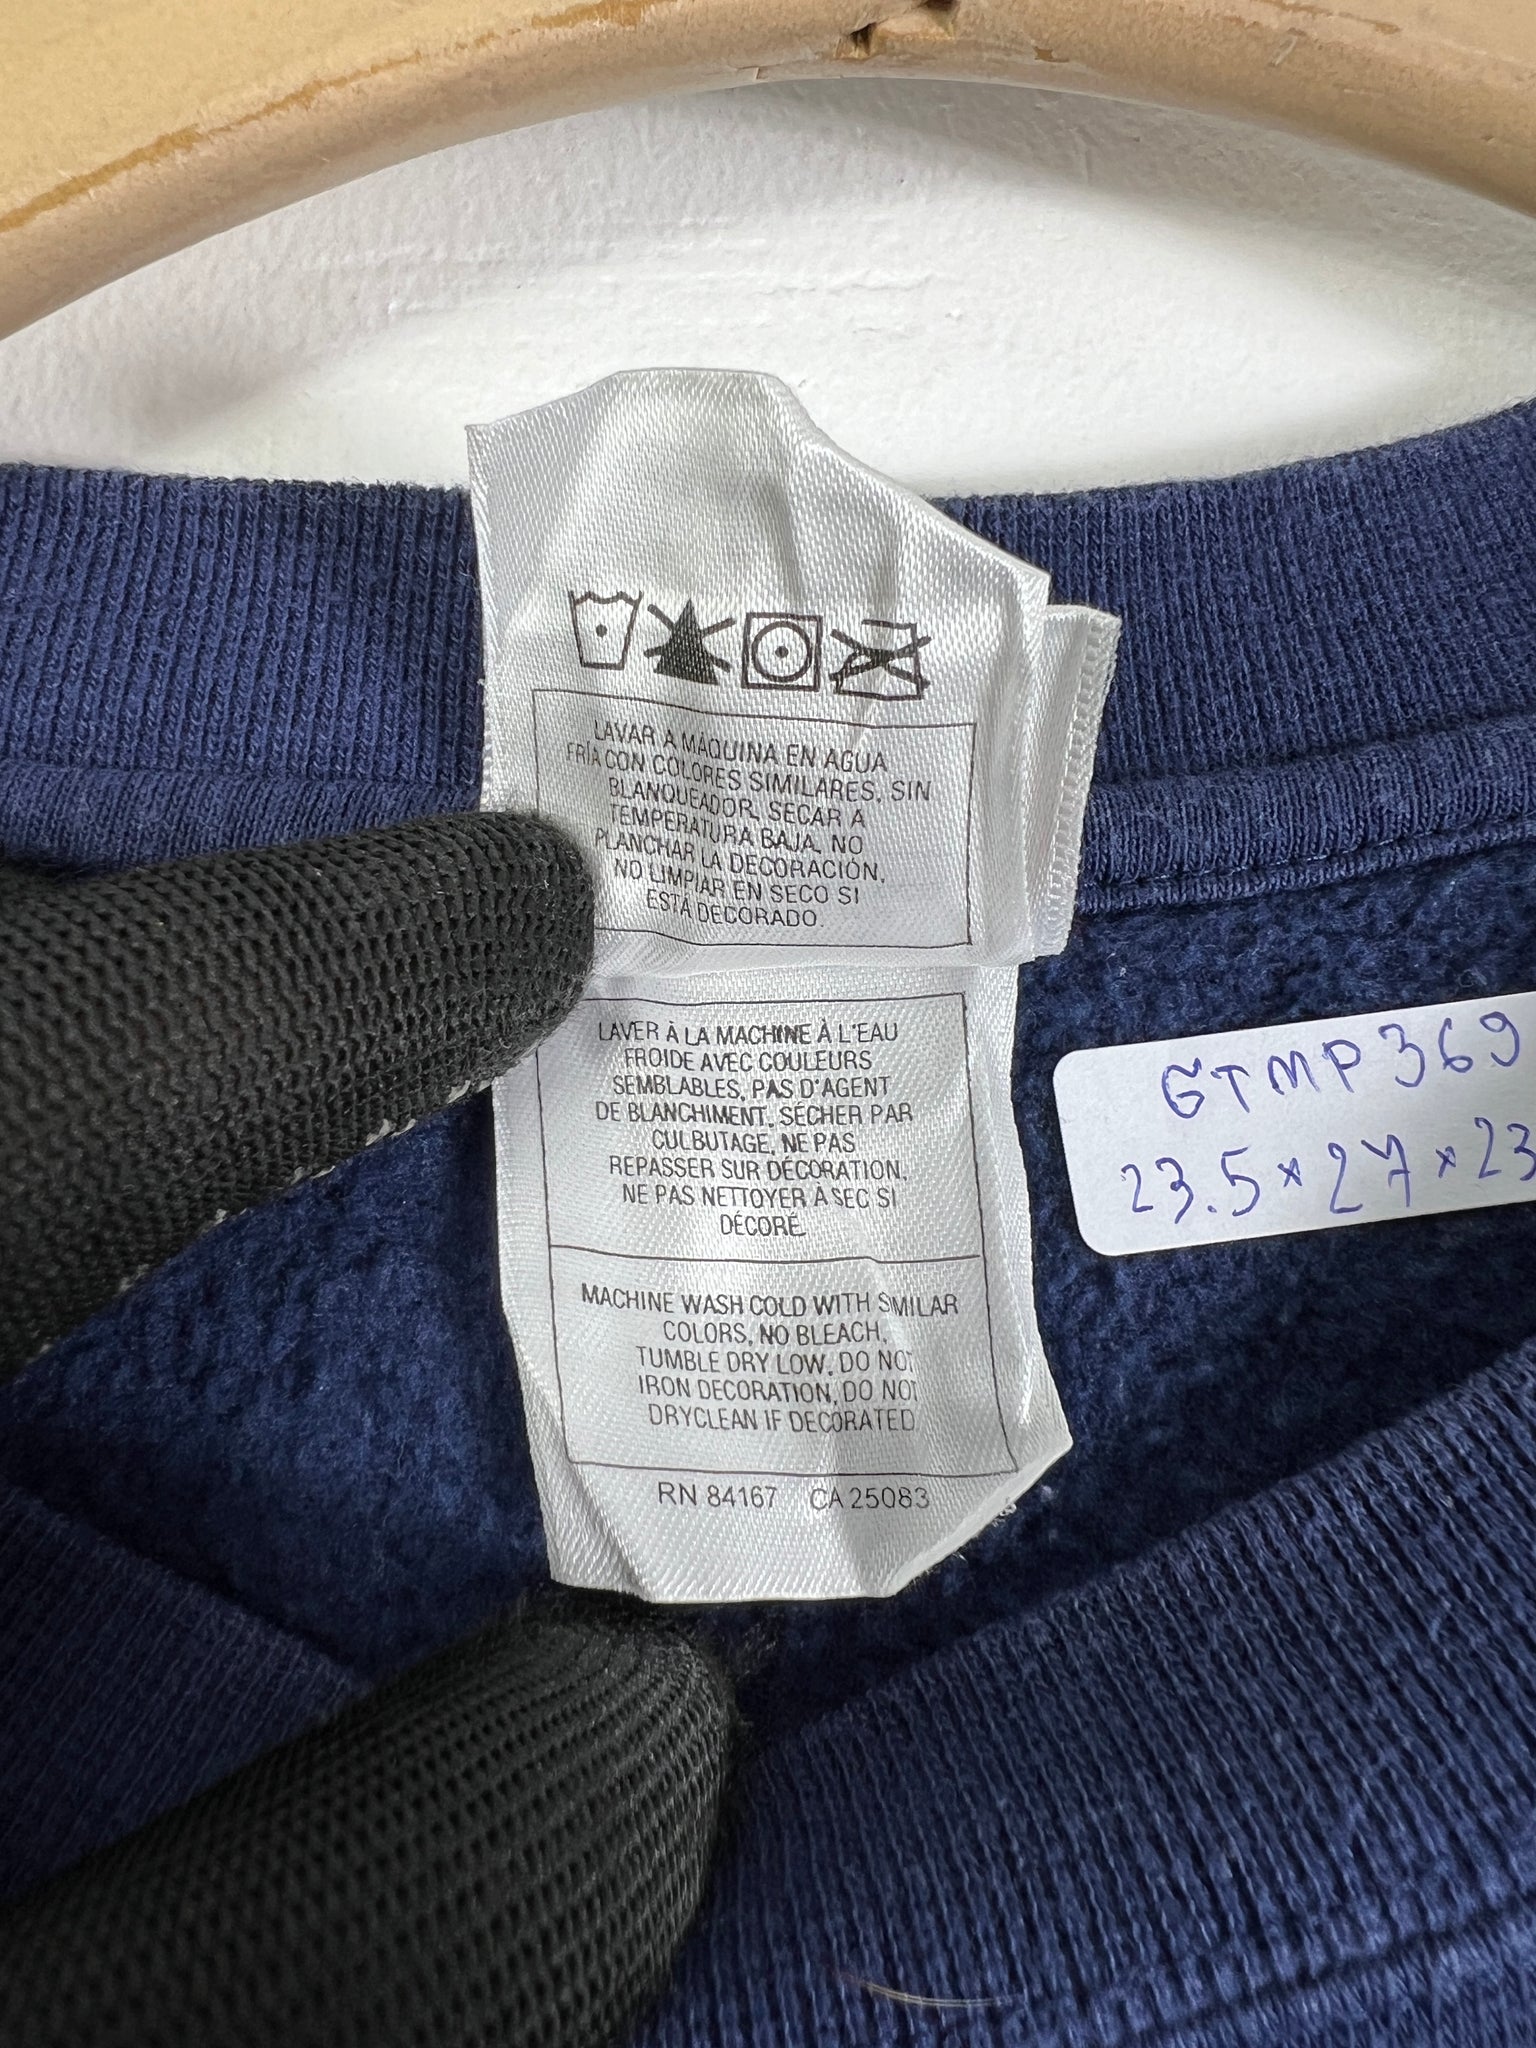 LAVAR A MÁQUINA EN AGUA
FRÍA CON COLORES SIMILARES, SIN
BLANQUEADOR, SECAR A
TEMPERATURA BAJA, NO
PLANCHAR LA DECORACIÓN,
NO LIMPIAR EN SECO SI
ESTÁ DECORADO.
LAVER À LA MACHINE À L'EAU
FROIDE AVEC COULEURS
SEMBLABLES, PAS D'AGENT
DE BLANCHIMENT, SÉCHER PAR
CULBUTAGE, NE PAS
REPASSER SUR DÉCORATION,
NE PAS NETTOYER À SEC SI
DÉCORÉ.
MACHINE WASH COLD WITH SIMILAR
COLORS, NO BLEACH,
TUMBLE DRY LOW, DO NOT
IRON DECORATION, DO NOT
DRYCLEAN IF DECORATED
RN 84167 CA 25083
GTMP 369
23.5 x 27 x 23